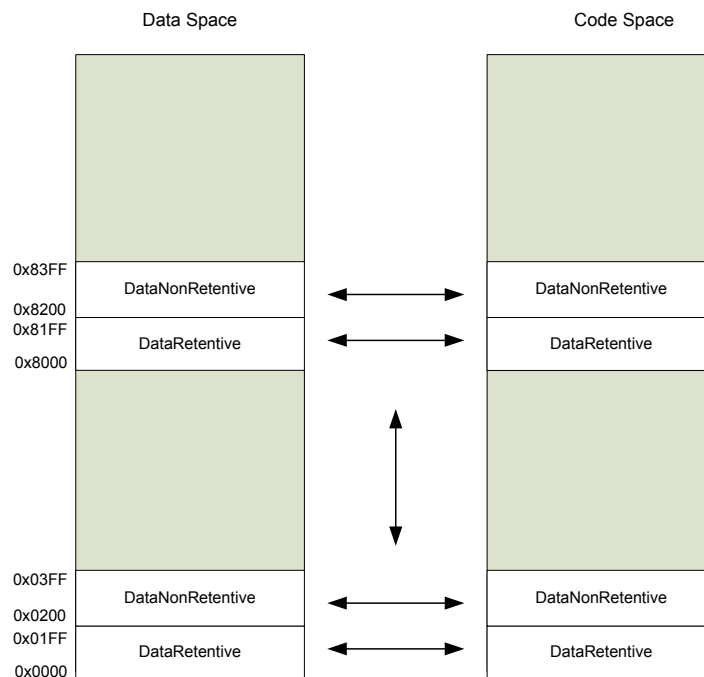 Data Space
Code Space
0x83FF
DataNonRetentive
DataNonRetentive
0x8200
0x81FF
DataRetentive
DataRetentive
0x8000
0x03FF
DataNonRetentive
DataNonRetentive
0x0200
0x01FF
DataRetentive
DataRetentive
0x0000